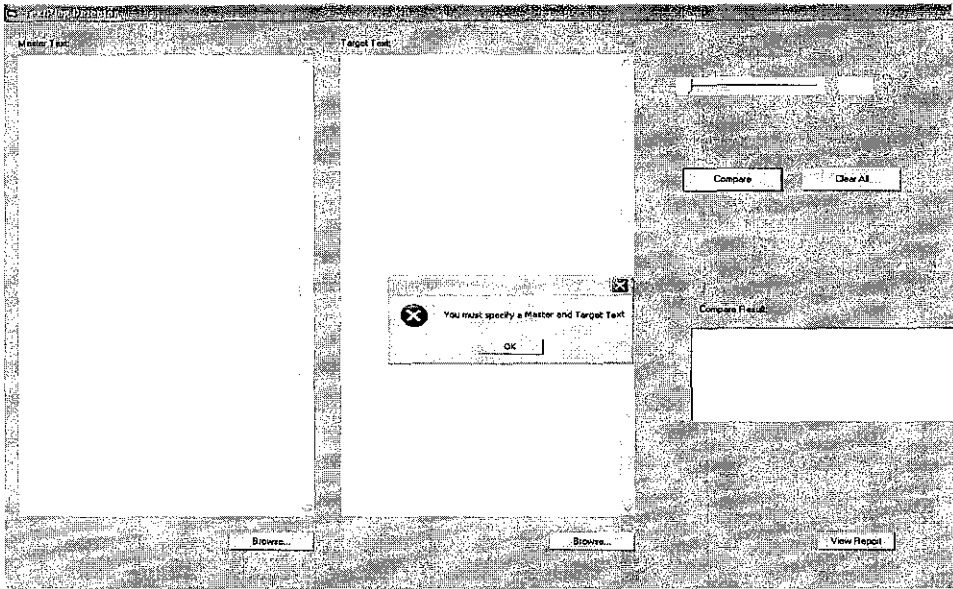 Master Text:
Target Text:
Compare
Clear All
You must specify a Master and Target Text
OK
Compare Result:
Browse...
Browse...
View Report